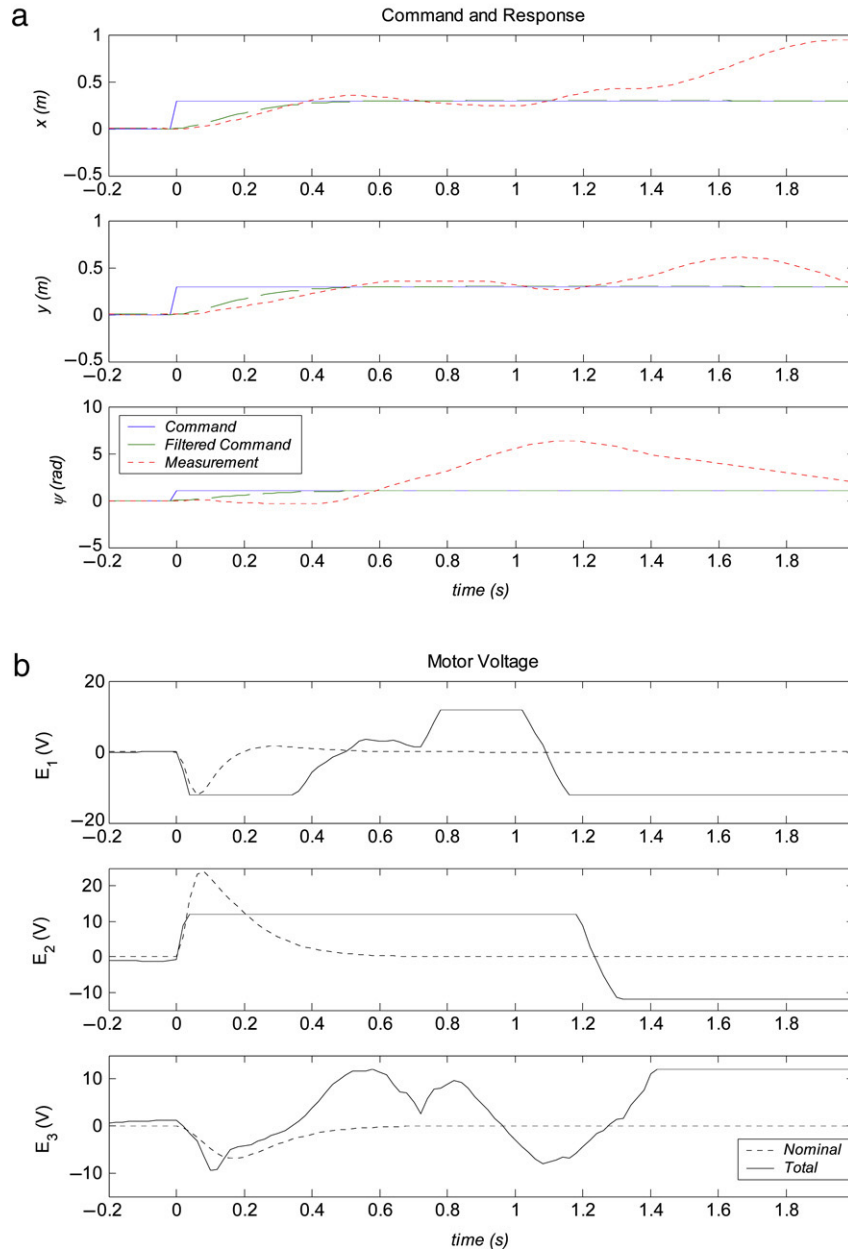 a
Command and Response
1
0.5
0
−0.5
x (m)
−0.2 0 0.2 0.4 0.6 0.8 1 1.2 1.4 1.6 1.8
1
0.5
0
−0.5
y (m)
−0.2 0 0.2 0.4 0.6 0.8 1 1.2 1.4 1.6 1.8
10
5
0
−5
ψ (rad)
Command
Filtered Command
Measurement
−0.2 0 0.2 0.4 0.6 0.8 1 1.2 1.4 1.6 1.8
time (s)
b
Motor Voltage
20
0
−20
E1 (V)
−0.2 0 0.2 0.4 0.6 0.8 1 1.2 1.4 1.6 1.8
20
10
0
−10
E2 (V)
−0.2 0 0.2 0.4 0.6 0.8 1 1.2 1.4 1.6 1.8
10
0
−10
E3 (V)
Nominal
Total
−0.2 0 0.2 0.4 0.6 0.8 1 1.2 1.4 1.6 1.8
time (s)